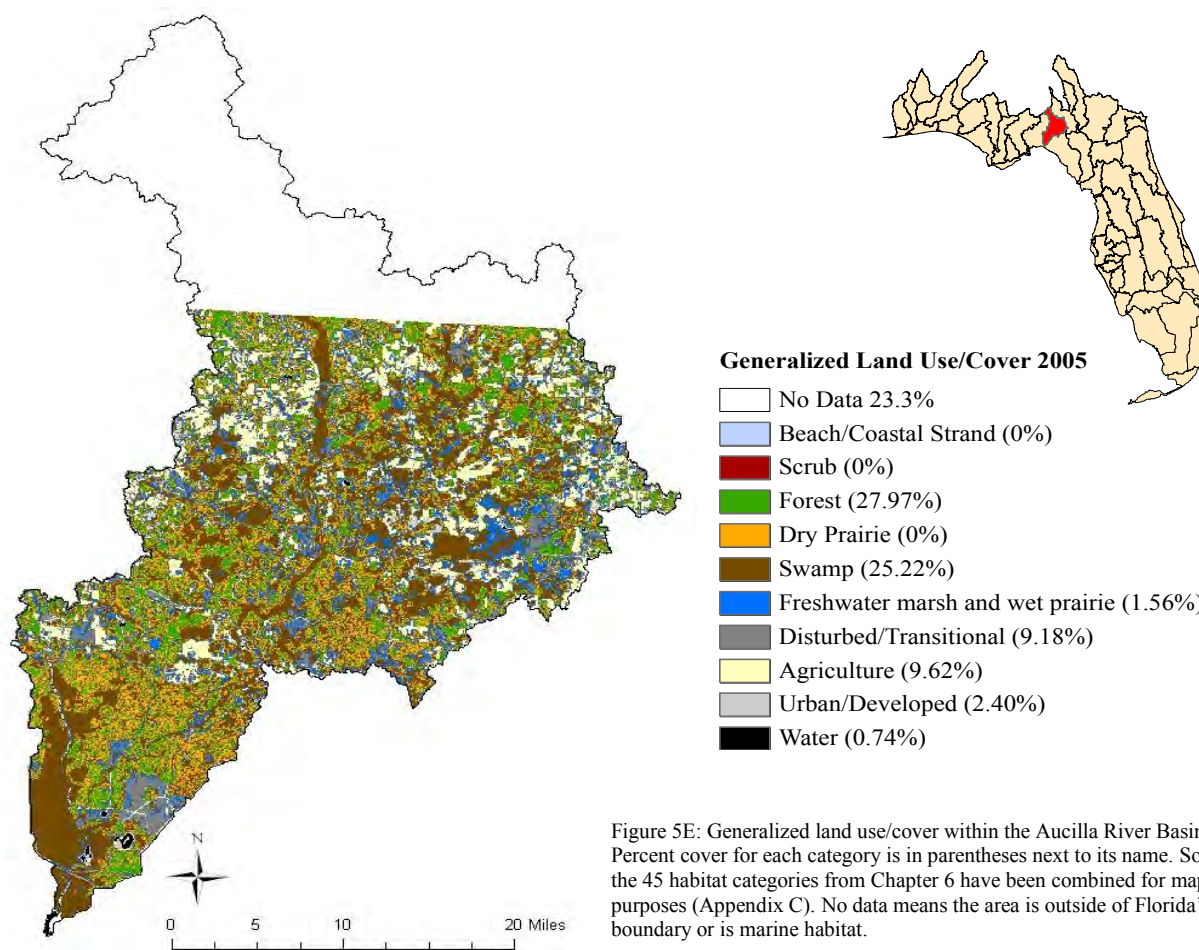 Generalized Land Use/Cover 2005
No Data 23.3%
Beach/Coastal Strand (0%)
Scrub (0%)
Forest (27.97%)
Dry Prairie (0%)
Swamp (25.22%)
Freshwater marsh and wet prairie (1.56%)
Disturbed/Transitional (9.18%)
Agriculture (9.62%)
Urban/Developed (2.40%)
Water (0.74%)
N
0 5 10 20 Miles
Figure 5E: Generalized land use/cover within the Aucilla River Basin
Percent cover for each category is in parentheses next to its name. So
the 45 habitat categories from Chapter 6 have been combined for map
purposes (Appendix C). No data means the area is outside of Florida'
boundary or is marine habitat.